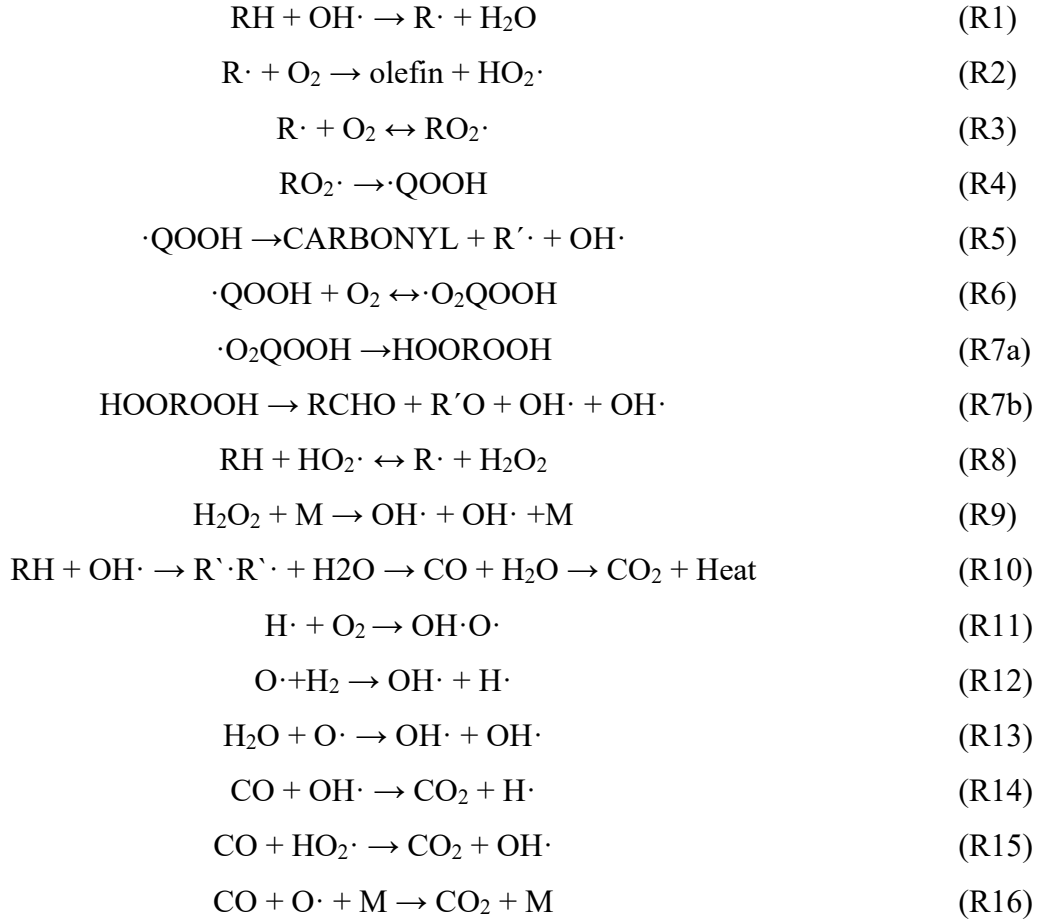 RH + OH· → R· + H₂O (R1)
R· + O₂ → olefin + HO₂· (R2)
R· + O₂ ↔ RO₂· (R3)
RO₂· →·QOOH (R4)
·QOOH →CARBONYL + R´· + OH· (R5)
·QOOH + O₂ ↔·O₂QOOH (R6)
·O₂QOOH →HOOROOH (R7a)
HOOROOH → RCHO + R´O + OH· + OH· (R7b)
RH + HO₂· ↔ R· + H₂O₂ (R8)
H₂O₂ + M → OH· + OH· +M (R9)
RH + OH· → R`·R`· + H2O → CO + H₂O → CO₂ + Heat (R10)
H· + O₂ → OH·O· (R11)
O·+H₂ → OH· + H· (R12)
H₂O + O· → OH· + OH· (R13)
CO + OH· → CO₂ + H· (R14)
CO + HO₂· → CO₂ + OH· (R15)
CO + O· + M → CO₂ + M (R16)